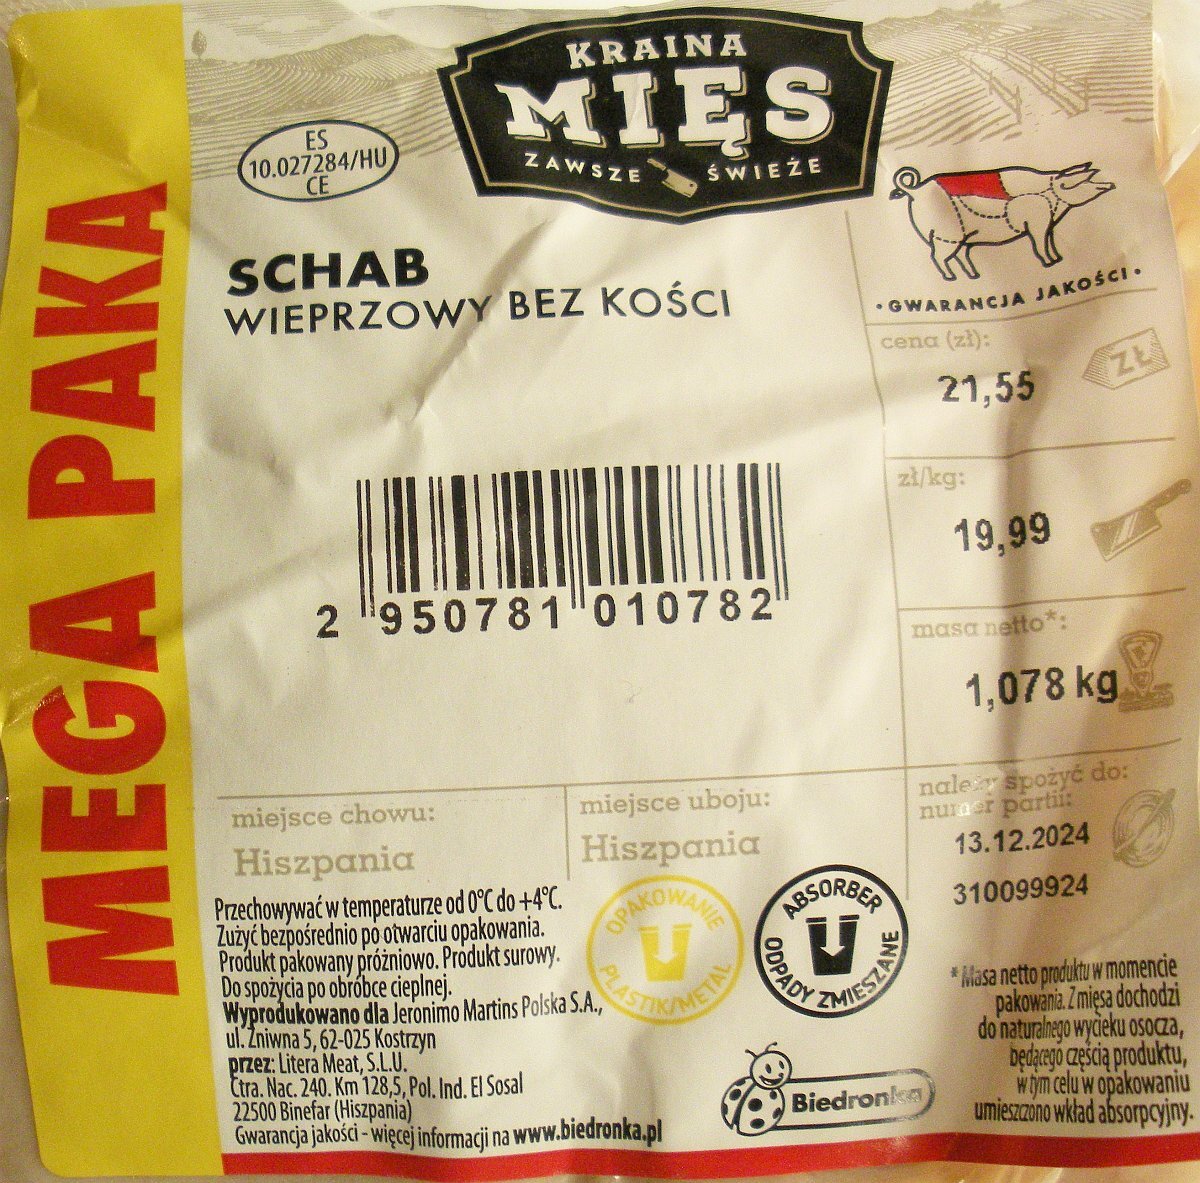 MEGA PAKA
KRAINA
MIĘS
ZAWSZE ŚWIEŻE
ES
10.027284/HU
CE
SCHAB
WIEPRZOWY BEZ KOŚCI
• GWARANCJA JAKOŚCI •
cena (zł):
ZŁ
21,55
zł/kg:
19,99
2 950781 010782
masa netto*:
1,078 kg
miejsce chowu:
Hiszpania
miejsce uboju:
Hiszpania
należy spożyć do:
numer partii:
13.12.2024
310099924
Przechowywać w temperaturze od 0°C do +4°C.
Zużyć bezpośrednio po otwarciu opakowania.
Produkt pakowany próżniowo. Produkt surowy.
Do spożycia po obróbce cieplnej.
Wyprodukowano dla Jeronimo Martins Polska S.A.,
ul. Żniwna 5, 62-025 Kostrzyn
przez: Litera Meat, S.L.U.
Ctra. Nac. 240. Km 128,5, Pol. Ind. El Sosal
22500 Binefar (Hiszpania)
Gwarancja jakości - więcej informacji na www.biedronka.pl
OPAKOWANIE
PLASTIK/METAL
ABSORBER
ODPADY ZMIESZANE
Biedronka
* Masa netto produktu w momencie
pakowania. Z mięsa dochodzi
do naturalnego wycieku osocza,
będącego częścią produktu,
w tym celu w opakowaniu
umieszczono wkład absorpcyjny.